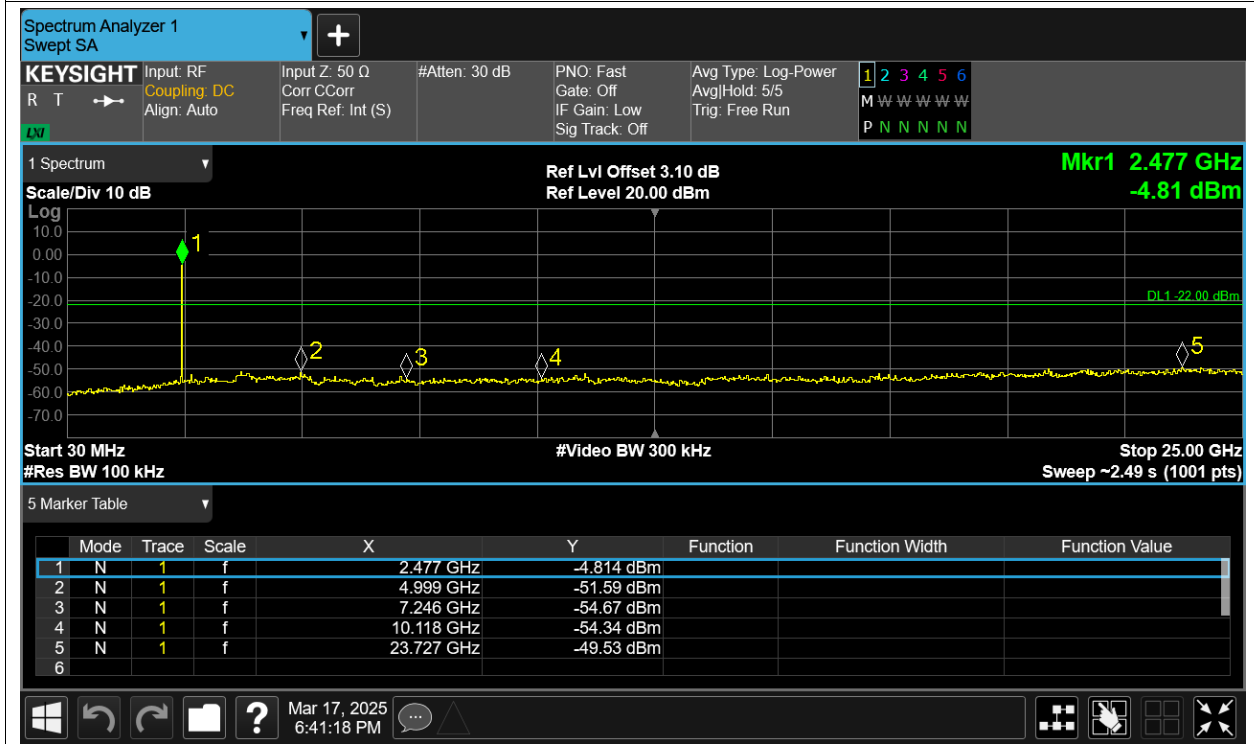 Spectrum Analyzer 1
Swept SA
KEYSIGHT
R T
LXI
Input: RF
Coupling: DC
Align: Auto
Input Z: 50 Ω
Corr CCorr
Freq Ref: Int (S)
#Atten: 30 dB
PNO: Fast
Gate: Off
IF Gain: Low
Sig Track: Off
Avg Type: Log-Power
Avg|Hold: 5/5
Trig: Free Run
1 2 3 4 5 6
M W W W W W W
P N N N N N N
1 Spectrum
Scale/Div 10 dB
Ref Lvl Offset 3.10 dB
Ref Level 20.00 dBm
Mkr1 2.477 GHz
-4.81 dBm
Log
10.0
0.00
-10.0
-20.0
-30.0
-40.0
-50.0
-60.0
-70.0
1
2
3
4
5
DL1 -22.00 dBm
Start 30 MHz
#Res BW 100 kHz
#Video BW 300 kHz
Stop 25.00 GHz
Sweep ~2.49 s (1001 pts)
5 Marker Table
Mode Trace Scale X Y Function Function Width Function Value
1 N 1 f 2.477 GHz -4.814 dBm
2 N 1 f 4.999 GHz -51.59 dBm
3 N 1 f 7.246 GHz -54.67 dBm
4 N 1 f 10.118 GHz -54.34 dBm
5 N 1 f 23.727 GHz -49.53 dBm
6
?
Mar 17, 2025
6:41:18 PM